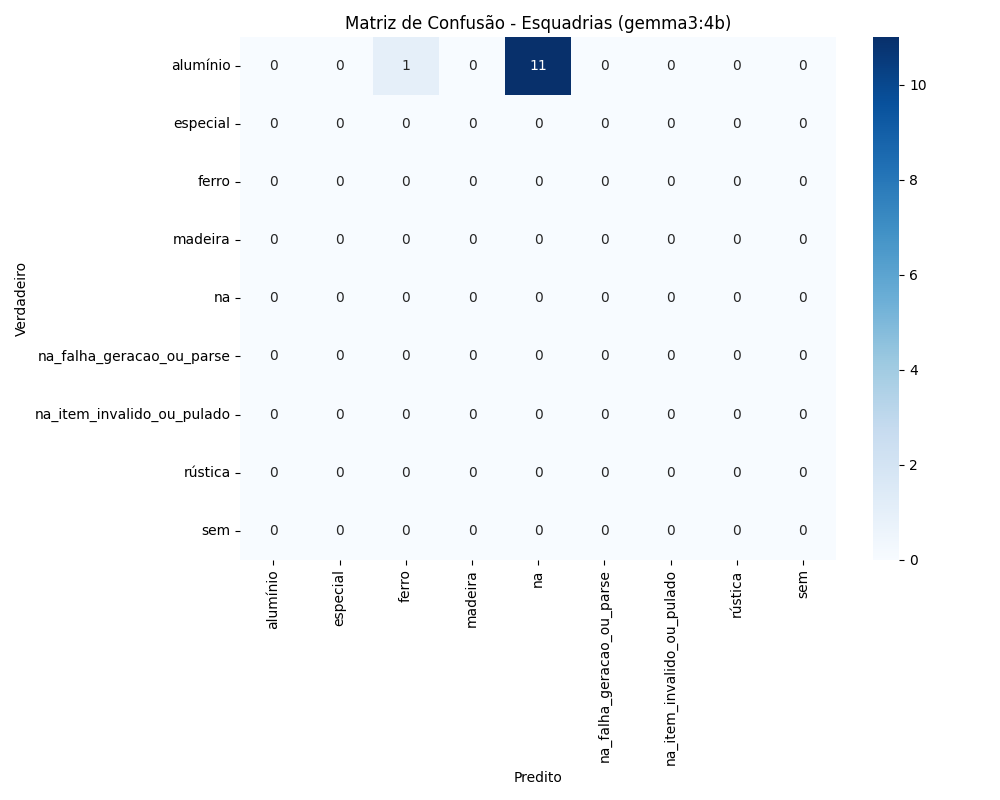 Matriz de Confusão - Esquadrias (gemma3:4b)
alumínio 0 0 1 0 11 0 0 0 0
especial 0 0 0 0 0 0 0 0 0
ferro 0 0 0 0 0 0 0 0 0
madeira 0 0 0 0 0 0 0 0 0
na 0 0 0 0 0 0 0 0 0
na_falha_geracao_ou_parse 0 0 0 0 0 0 0 0 0
na_item_invalido_ou_pulado 0 0 0 0 0 0 0 0 0
rústica 0 0 0 0 0 0 0 0 0
sem 0 0 0 0 0 0 0 0 0
Verdadeiro
alumínio
especial
ferro
madeira
na
na_falha_geracao_ou_parse
na_item_invalido_ou_pulado
rústica
sem
Predito
10
8
6
4
2
0